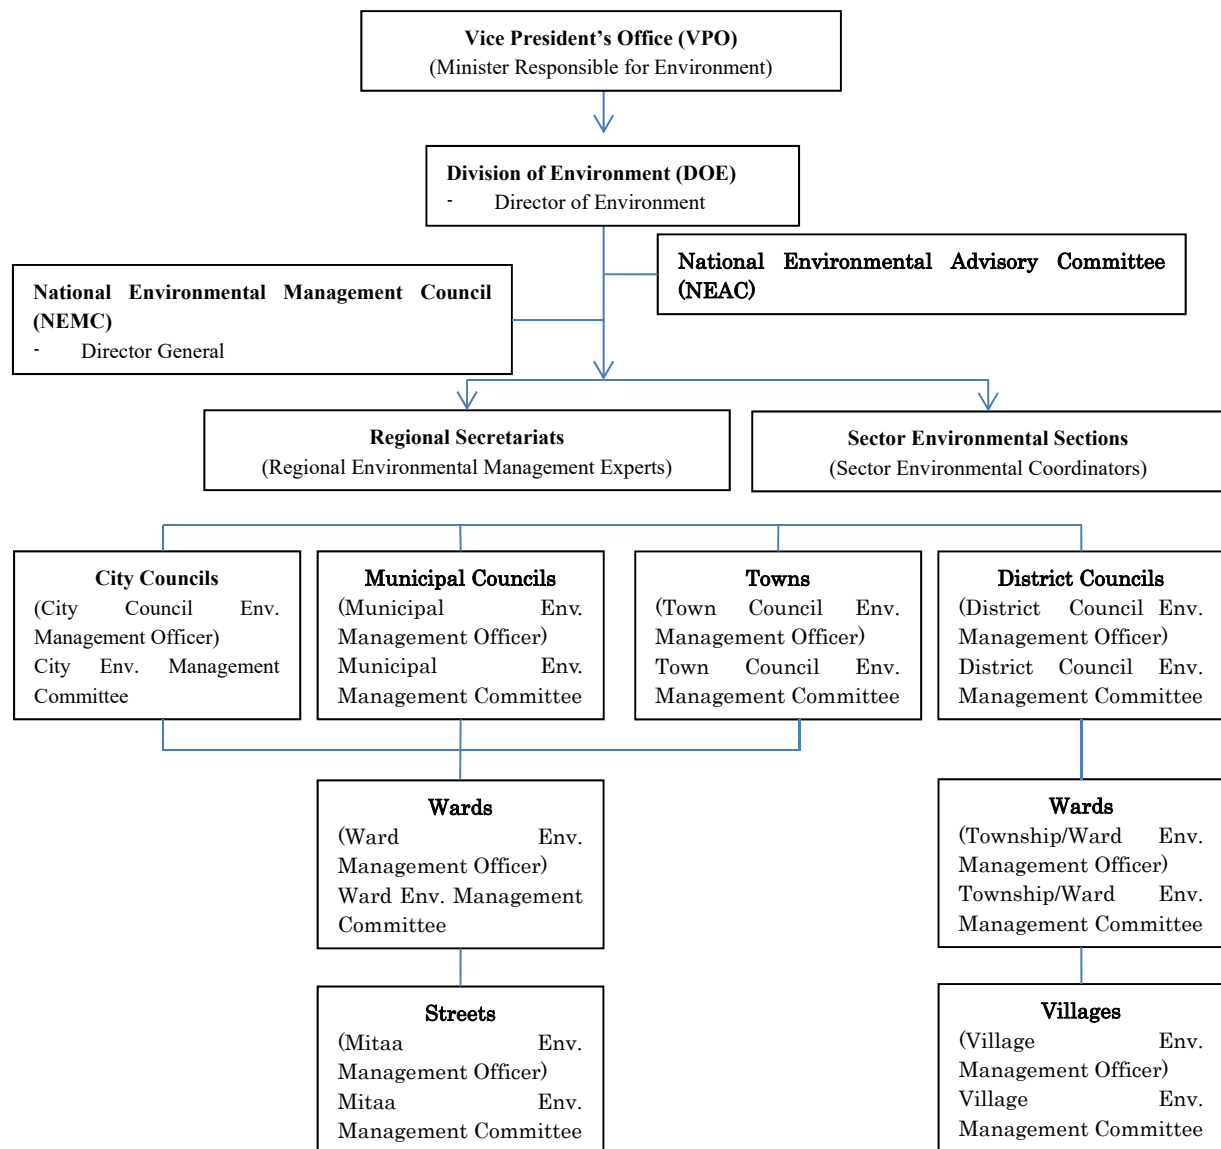 Vice President’s Office (VPO)
(Minister Responsible for Environment)
Division of Environment (DOE)
- Director of Environment
National Environmental Advisory Committee
(NEAC)
National Environmental Management Council
(NEMC)
- Director General
Regional Secretariats
(Regional Environmental Management Experts)
Sector Environmental Sections
(Sector Environmental Coordinators)
City Councils
(City Council Env.
Management Officer)
City Env. Management
Committee
Municipal Councils
(Municipal Env.
Management Officer)
Municipal Env.
Management Committee
Towns
(Town Council Env.
Management Officer)
Town Council Env.
Management Committee
District Councils
(District Council Env.
Management Officer)
District Council Env.
Management Committee
Wards
(Ward Env.
Management Officer)
Ward Env. Management
Committee
Wards
(Township/Ward Env.
Management Officer)
Township/Ward Env.
Management Committee
Streets
(Mitaa Env.
Management Officer)
Mitaa Env.
Management Committee
Villages
(Village Env.
Management Officer)
Village Env.
Management Committee